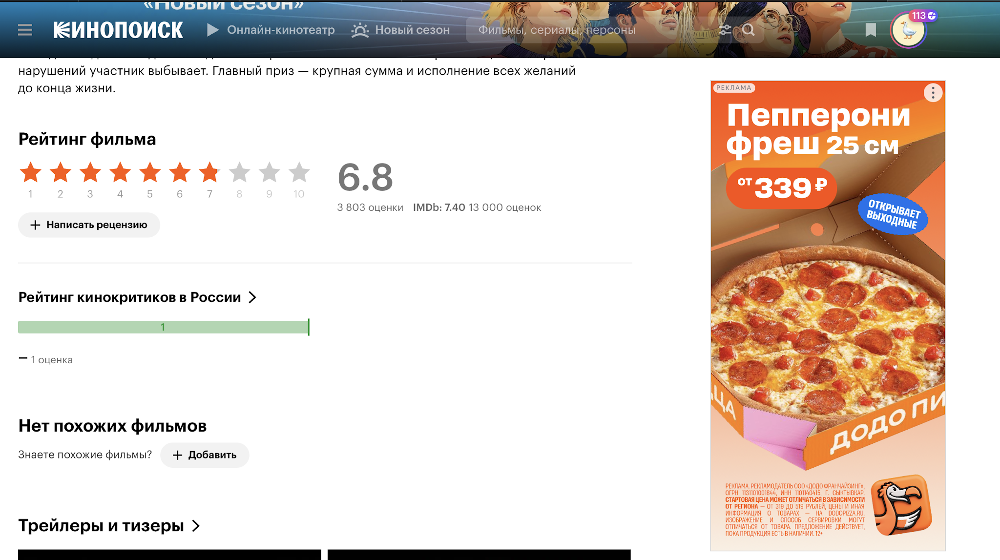 «Новый сезон»
КИНОПОИСК
Онлайн-кинотеатр
Новый сезон
Фильмы, сериалы, персоны
113
нарушений участник выбывает. Главный приз — крупная сумма и исполнение всех желаний
до конца жизни.
Рейтинг фильма
1 2 3 4 5 6 7 8 9 10
6.8
3 803 оценки IMDb: 7.40 13 000 оценок
+ Написать рецензию
Рейтинг кинокритиков в России
1
– 1 оценка
Нет похожих фильмов
Знаете похожие фильмы?
+ Добавить
Трейлеры и тизеры
РЕКЛАМА
Пепперони
фреш 25 см
от 339 ₽
ОТКРЫВАЕТ
ВЫХОДНЫЕ
ЦЦА
ДОДО ПИ
РЕКЛАМА. РЕКЛАМОДАТЕЛЬ ООО «ДОДО ФРАНЧАЙЗИНГ»,
ОГРН 1131101001844, ИНН 1101140415, Г. СЫКТЫВКАР.
СТАРТОВАЯ ЦЕНА МОЖЕТ ОТЛИЧАТЬСЯ В ЗАВИСИМОСТИ
ОТ РЕГИОНА — ОТ 319 ДО 519 РУБЛЕЙ, ЦЕНЫ И ИНАЯ
ИНФОРМАЦИЯ О ТОВАРАХ — НА DODOPIZZA.RU.
ИЗОБРАЖЕНИЕ И СПОСОБ СЕРВИРОВКИ МОГУТ
ОТЛИЧАТЬСЯ ОТ ТОВАРА. ПРЕДЛОЖЕНИЕ ДЕЙСТВУЕТ,
ПОКА ПРОДУКЦИЯ ЕСТЬ В НАЛИЧИИ. 12+